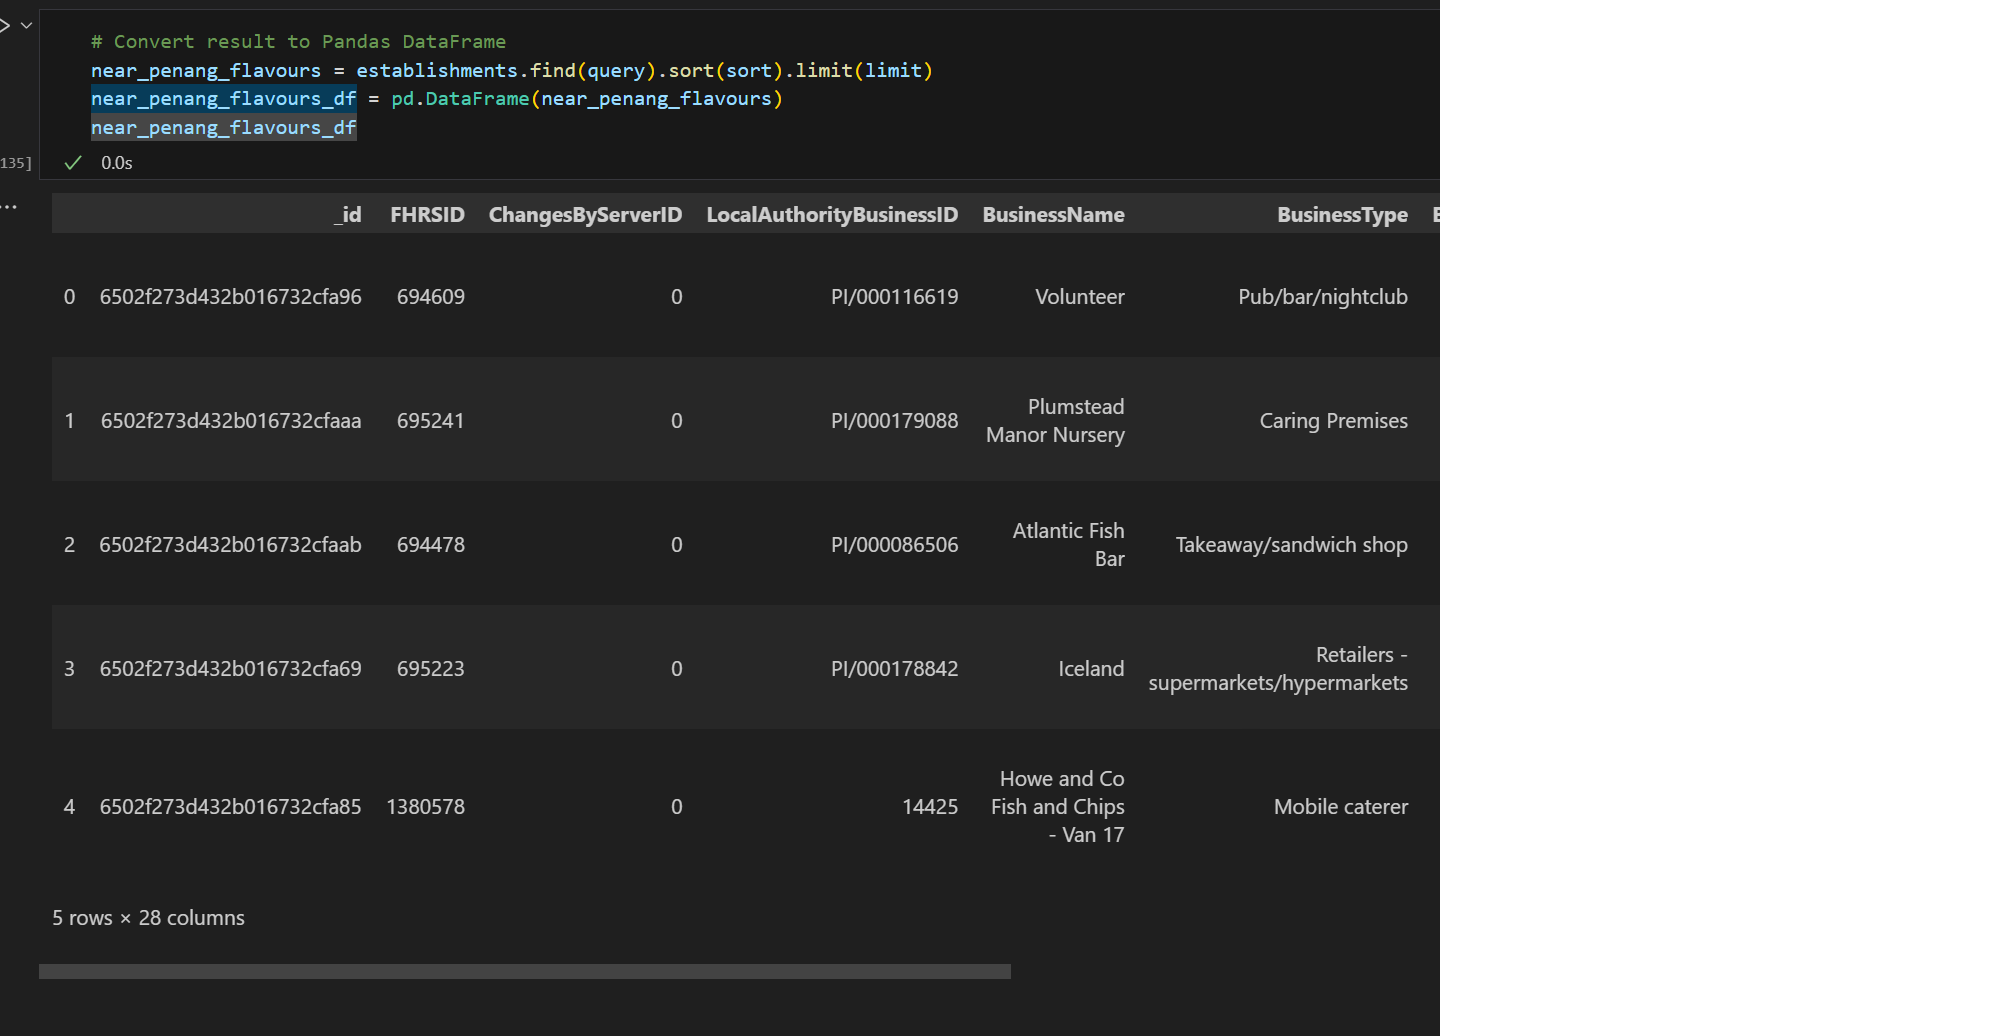 # Convert result to Pandas DataFrame
near_penang_flavours = establishments.find(query).sort(sort).limit(limit)
near_penang_flavours_df = pd.DataFrame(near_penang_flavours)
near_penang_flavours_df
135]
0.0s
_id FHRSID ChangesByServerID LocalAuthorityBusinessID BusinessName BusinessType
0 6502f273d432b016732cfa96 694609 0 PI/000116619 Volunteer Pub/bar/nightclub
1 6502f273d432b016732cfaaa 695241 0 PI/000179088 Plumstead Manor Nursery Caring Premises
2 6502f273d432b016732cfaab 694478 0 PI/000086506 Atlantic Fish Bar Takeaway/sandwich shop
3 6502f273d432b016732cfa69 695223 0 PI/000178842 Iceland Retailers - supermarkets/hypermarkets
4 6502f273d432b016732cfa85 1380578 0 14425 Howe and Co Fish and Chips - Van 17 Mobile caterer
5 rows × 28 columns